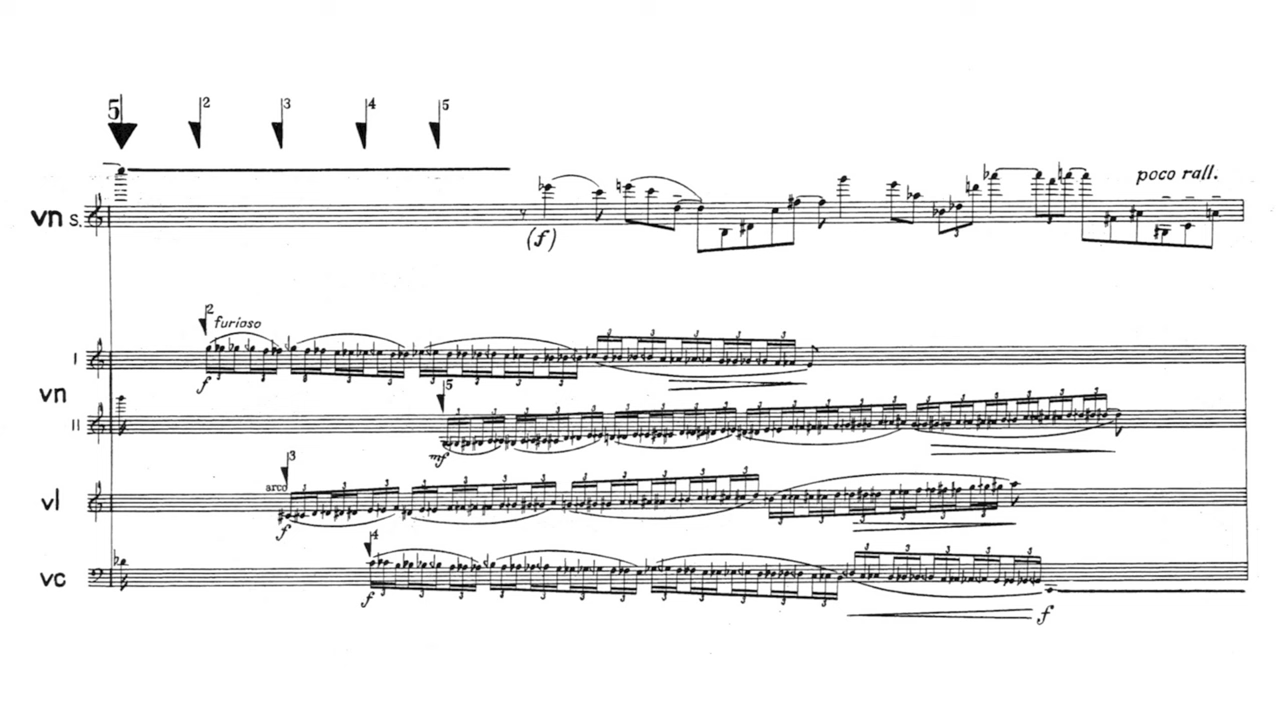 5 2 3 4 5
poco rall.
vn s.
(f)
2
furioso
I
f
vn
5
II
mf
3
arco
vl
f
4
vc
f
f